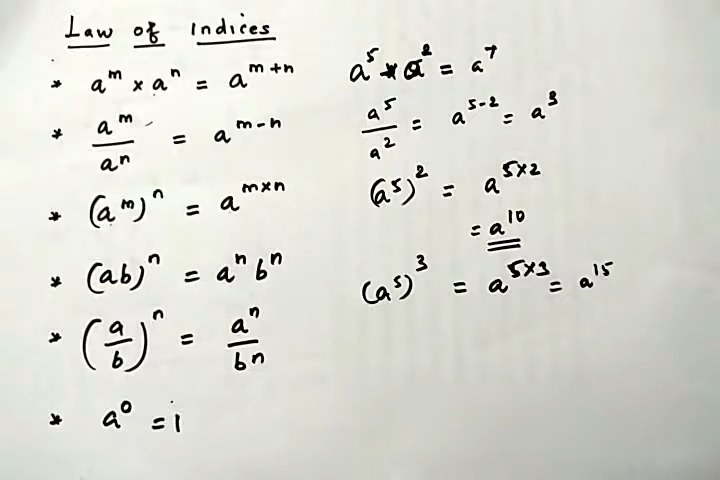 Law of Indices
* a^m × a^n = a^(m+n)
* a^m / a^n = a^(m-n)
* (a^m)^n = a^(m×n)
* (ab)^n = a^n b^n
* (a/b)^n = a^n / b^n
* a^0 = 1
a^5 × a^2 = a^7
a^5 / a^2 = a^(5-2) = a^3
(a^5)^2 = a^(5×2)
= a^10
(a^5)^3 = a^(5×3) = a^15